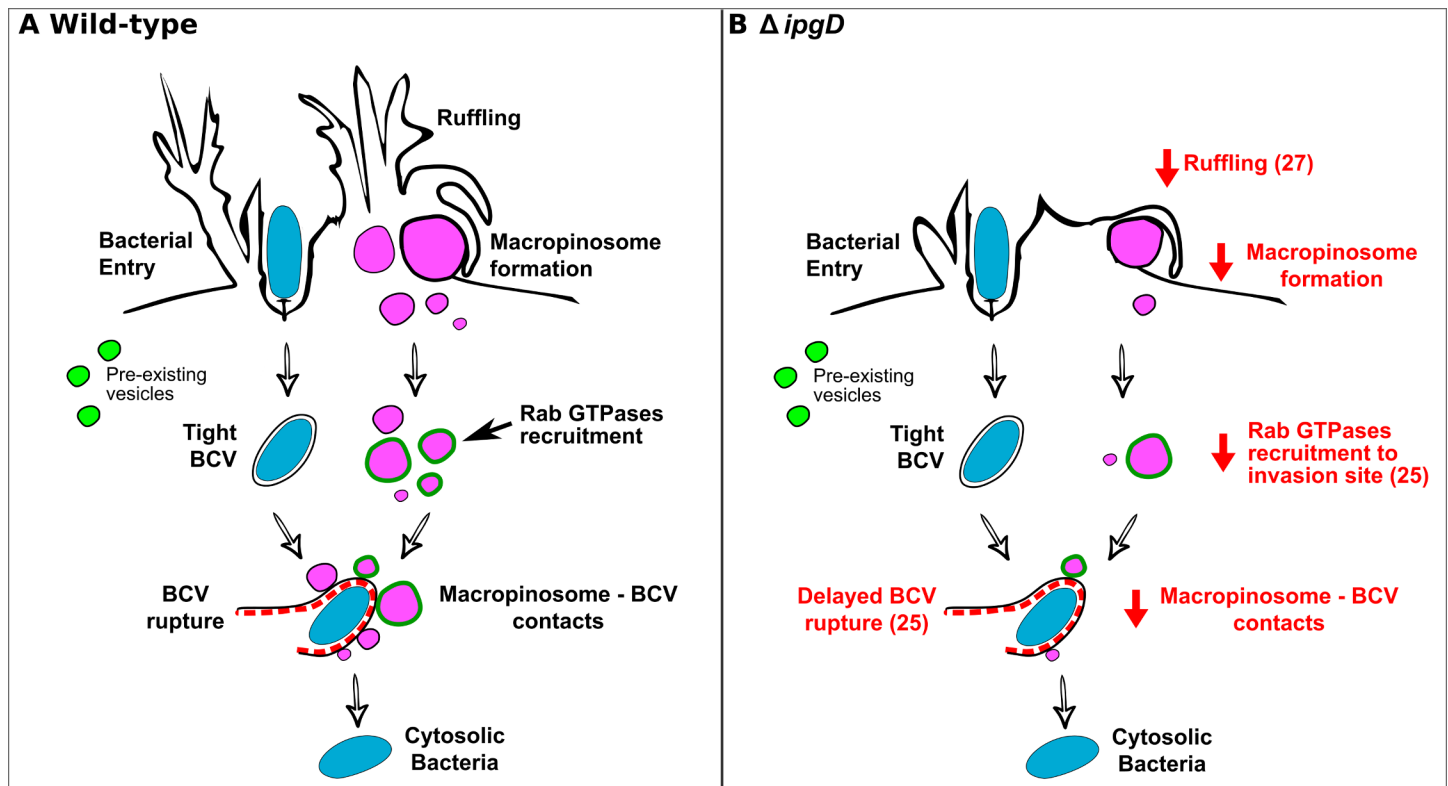 A Wild-type
Ruffling
Bacterial
Entry
Macropinosome
formation
Pre-existing
vesicles
Tight
BCV
Rab GTPases
recruitment
BCV
rupture
Macropinosome - BCV
contacts
Cytosolic
Bacteria
B Δ ipgD
Ruffling (27)
Bacterial
Entry
Macropinosome
formation
Pre-existing
vesicles
Tight
BCV
Rab GTPases
recruitment to
invasion site (25)
Delayed BCV
rupture (25)
Macropinosome - BCV
contacts
Cytosolic
Bacteria